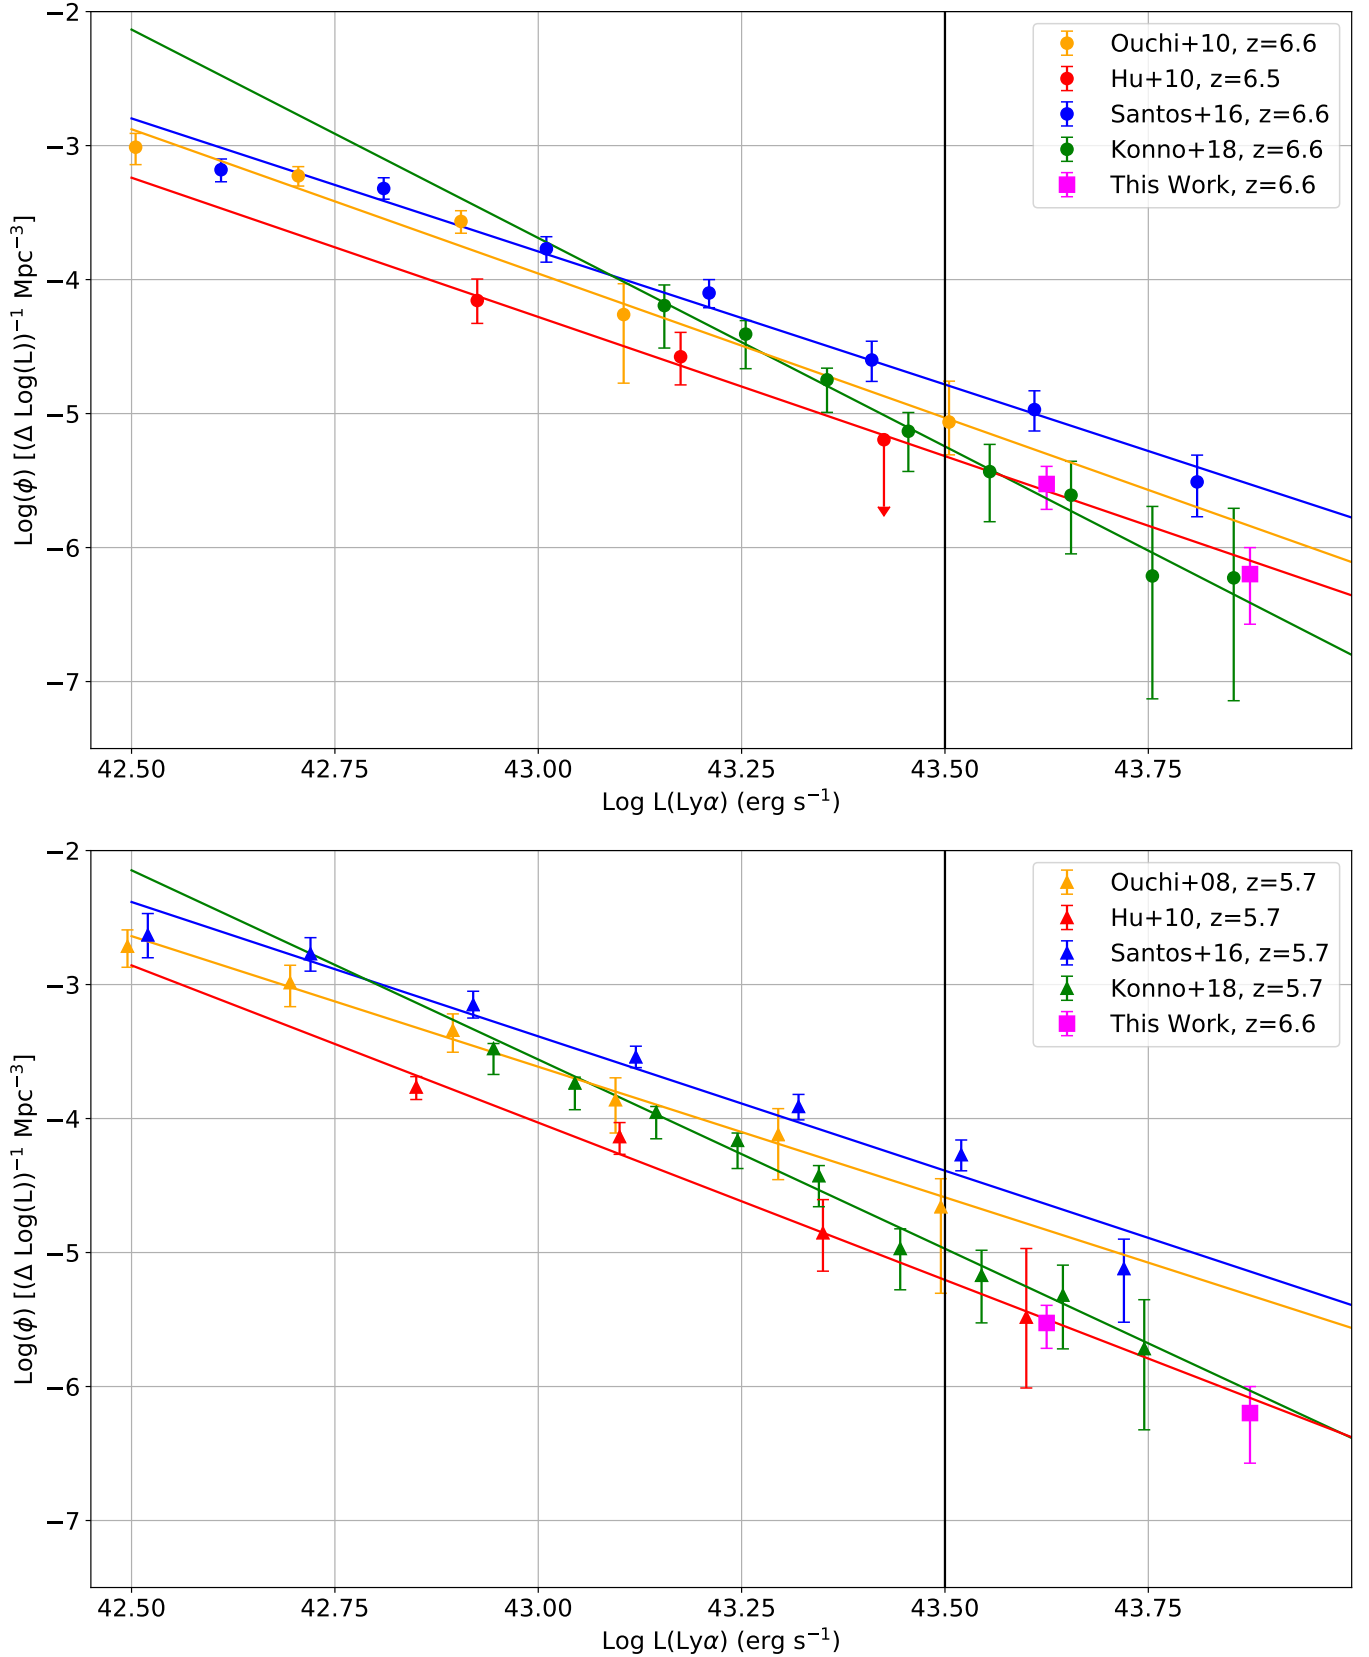 −2
−3
−4
−5
−6
−7
Log(ϕ) [(Δ Log(L))⁻¹ Mpc⁻³]
Ouchi+10, z=6.6
Hu+10, z=6.5
Santos+16, z=6.6
Konno+18, z=6.6
This Work, z=6.6
42.50 42.75 43.00 43.25 43.50 43.75
Log L(Lyα) (erg s⁻¹)
−2
−3
−4
−5
−6
−7
Log(ϕ) [(Δ Log(L))⁻¹ Mpc⁻³]
Ouchi+08, z=5.7
Hu+10, z=5.7
Santos+16, z=5.7
Konno+18, z=5.7
This Work, z=6.6
42.50 42.75 43.00 43.25 43.50 43.75
Log L(Lyα) (erg s⁻¹)